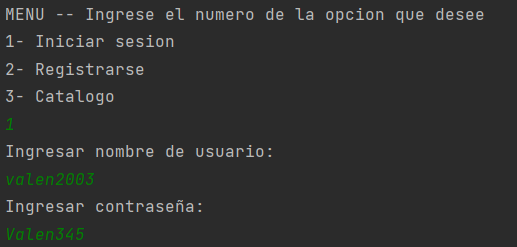 MENU -- Ingrese el numero de la opcion que desee
1- Iniciar sesion
2- Registrarse
3- Catalogo
1
Ingresar nombre de usuario:
valen2003
Ingresar contraseña:
Valen345